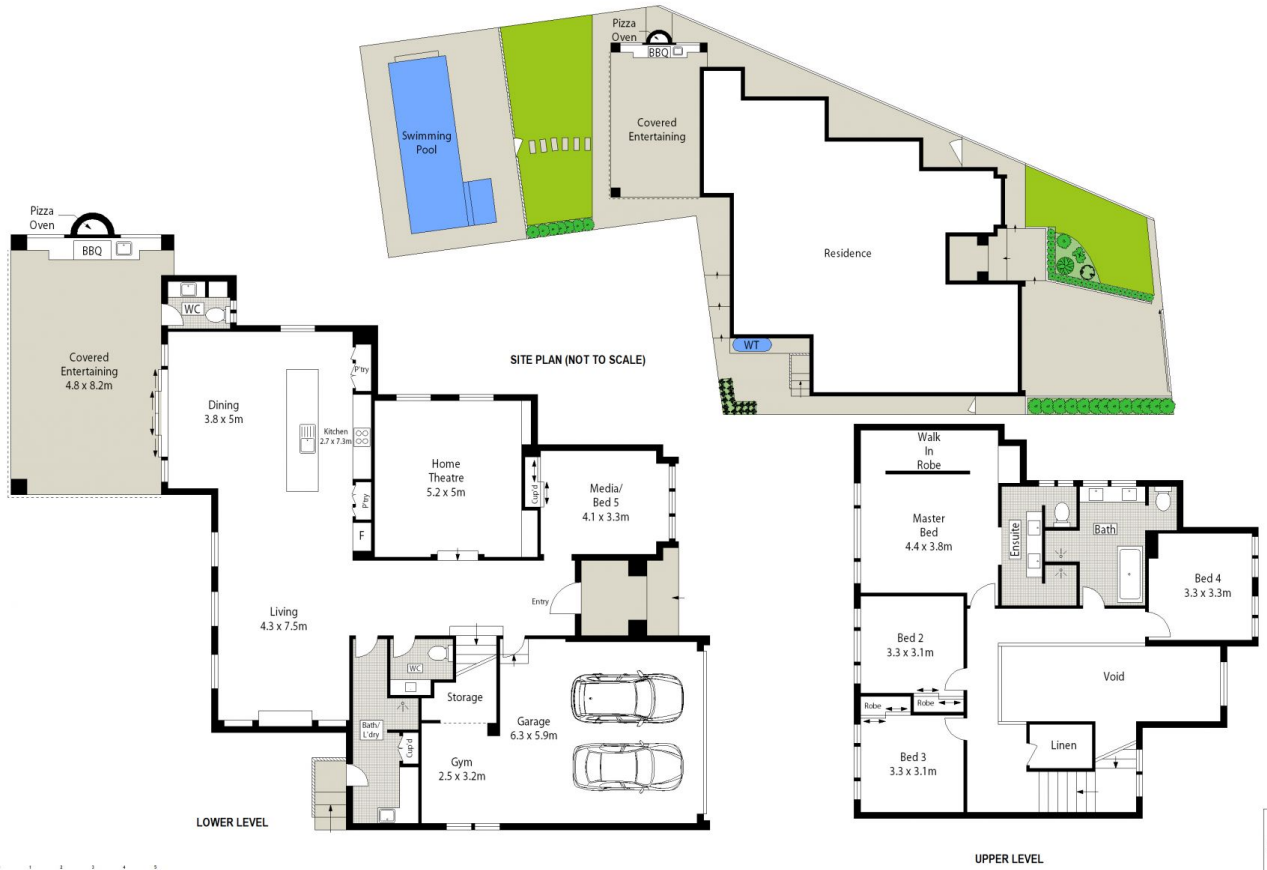 Pizza
Oven
BBQ
Covered
Entertaining
Swimming
Pool
Residence
WT
SITE PLAN (NOT TO SCALE)
Pizza
Oven
BBQ
WC
Covered
Entertaining
4.8 x 8.2m
Dining
3.8 x 5m
P'try
Kitchen
2.7 x 7.3m
P'try
F
Home
Theatre
5.2 x 5m
Cup'd
Media/
Bed 5
4.1 x 3.3m
Living
4.3 x 7.5m
Entry
WC
Storage
Bath/
L'dry
Cup'd
Garage
6.3 x 5.9m
Gym
2.5 x 3.2m
LOWER LEVEL
1 2 3 4 5
Walk
In
Robe
Master
Bed
4.4 x 3.8m
Ensuite
Bath
Bed 4
3.3 x 3.3m
Bed 2
3.3 x 3.1m
Void
Robe
Robe
Bed 3
3.3 x 3.1m
Linen
UPPER LEVEL